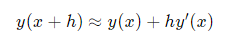 y(x + h) ≈ y(x) + hy′(x)